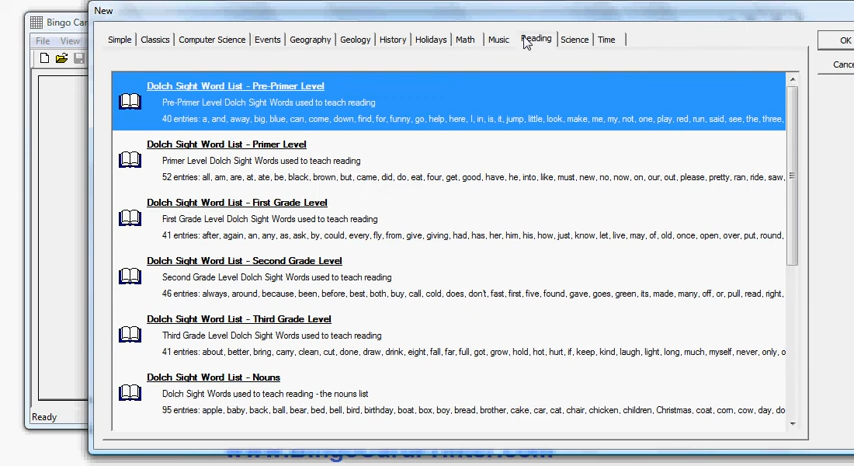 New
Bingo Car
File View
Simple Classics Computer Science Events Geography Geology History Holidays Math Music Reading Science Time
OK
Cance
Dolch Sight Word List - Pre-Primer Level
Pre-Primer Level Dolch Sight Words used to teach reading
40 entries: a, and, away, big, blue, can, come, down, find, for, funny, go, help, here, I, in, is, it, jump, little, look, make, me, my, not, one, play, red, run, said, see, the, three,
Dolch Sight Word List - Primer Level
Primer Level Dolch Sight Words used to teach reading
52 entries: all, am, are, at, ate, be, black, brown, but, came, did, do, eat, four, get, good, have, he, into, like, must, new, no, now, on, our, out, please, pretty, ran, ride, saw,
Dolch Sight Word List - First Grade Level
First Grade Level Dolch Sight Words used to teach reading
41 entries: after, again, an, any, as, ask, by, could, every, fly, from, give, giving, had, has, her, him, his, how, just, know, let, live, may, of, old, once, open, over, put, round,
Dolch Sight Word List - Second Grade Level
Second Grade Level Dolch Sight Words used to teach reading
46 entries: always, around, because, been, before, best, both, buy, call, cold, does, don't, fast, first, five, found, gave, goes, green, its, made, many, off, or, pull, read, right,
Dolch Sight Word List - Third Grade Level
Third Grade Level Dolch Sight Words used to teach reading
41 entries: about, better, bring, carry, clean, cut, done, draw, drink, eight, fall, far, full, got, grow, hold, hot, hurt, if, keep, kind, laugh, light, long, much, myself, never, only, o
Dolch Sight Word List - Nouns
Dolch Sight Words used to teach reading - the nouns list
95 entries: apple, baby, back, ball, bear, bed, bell, bird, birthday, boat, box, boy, bread, brother, cake, car, cat, chair, chicken, children, Christmas, coat, corn, cow, day, do
Ready
www.BingoCardPrinter.com